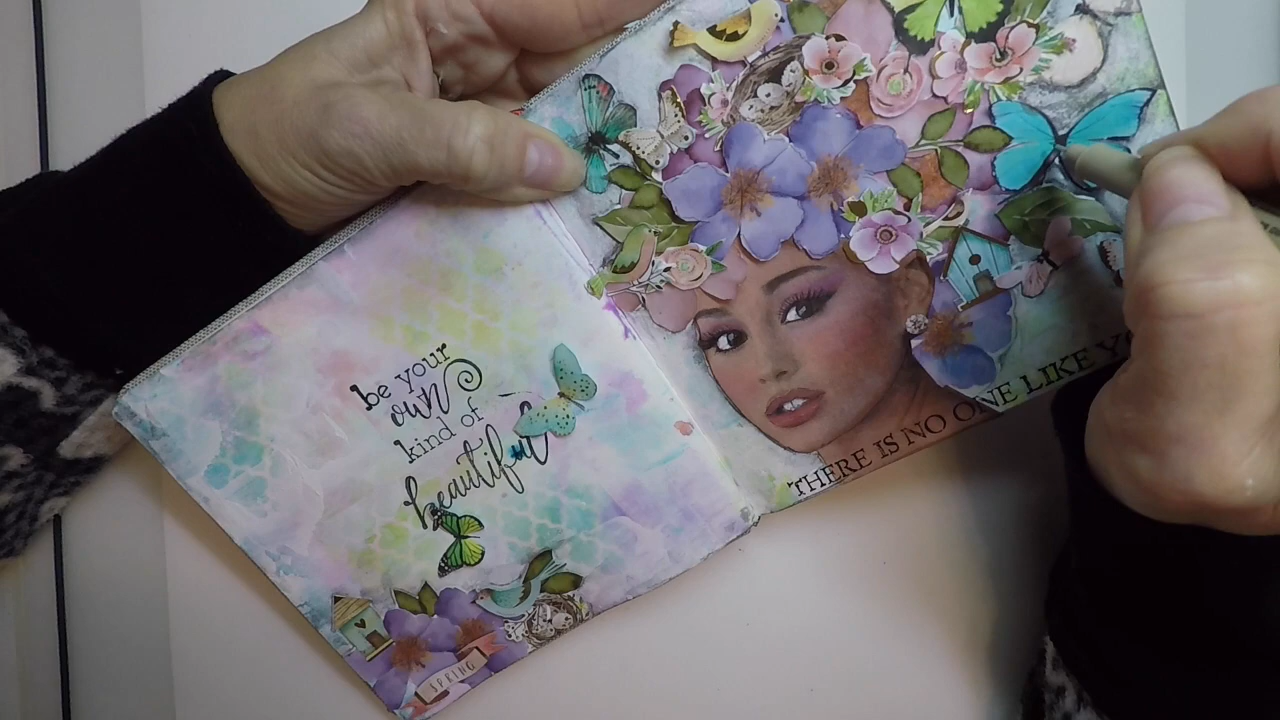 be your
own
kind of
beautiful
SPRING
THERE IS NO ONE LIKE